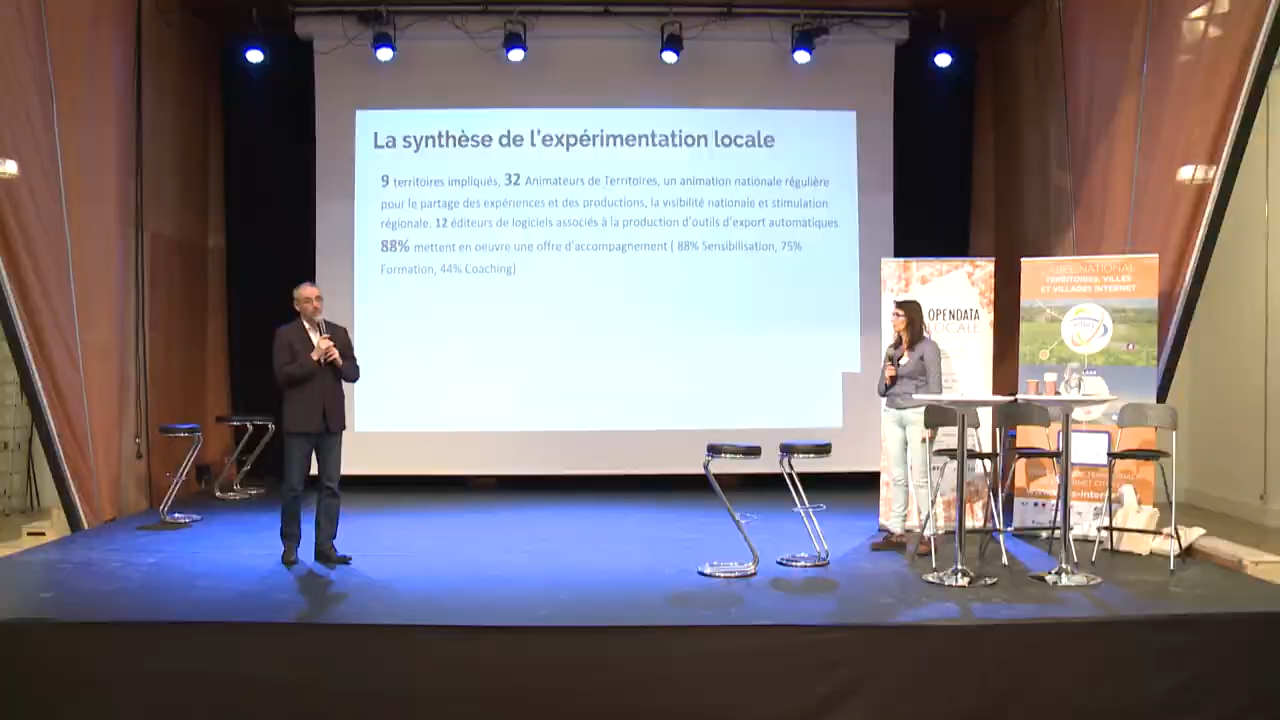 La synthèse de l'expérimentation locale
9 territoires impliqués, 32 Animateurs de Territoires, un animation nationale régulière
pour le partage des expériences et des productions, la visibilité nationale et stimulation
régionale. 12 éditeurs de logiciels associés à la production d'outils d'export automatiques.
88% mettent en oeuvre une offre d'accompagnement ( 88% Sensibilisation, 75%
Formation, 44% Coaching)
OPENDATA
LOCALE
LABEL NATIONAL
TERRITOIRES, VILLES
ET VILLAGES INTERNET